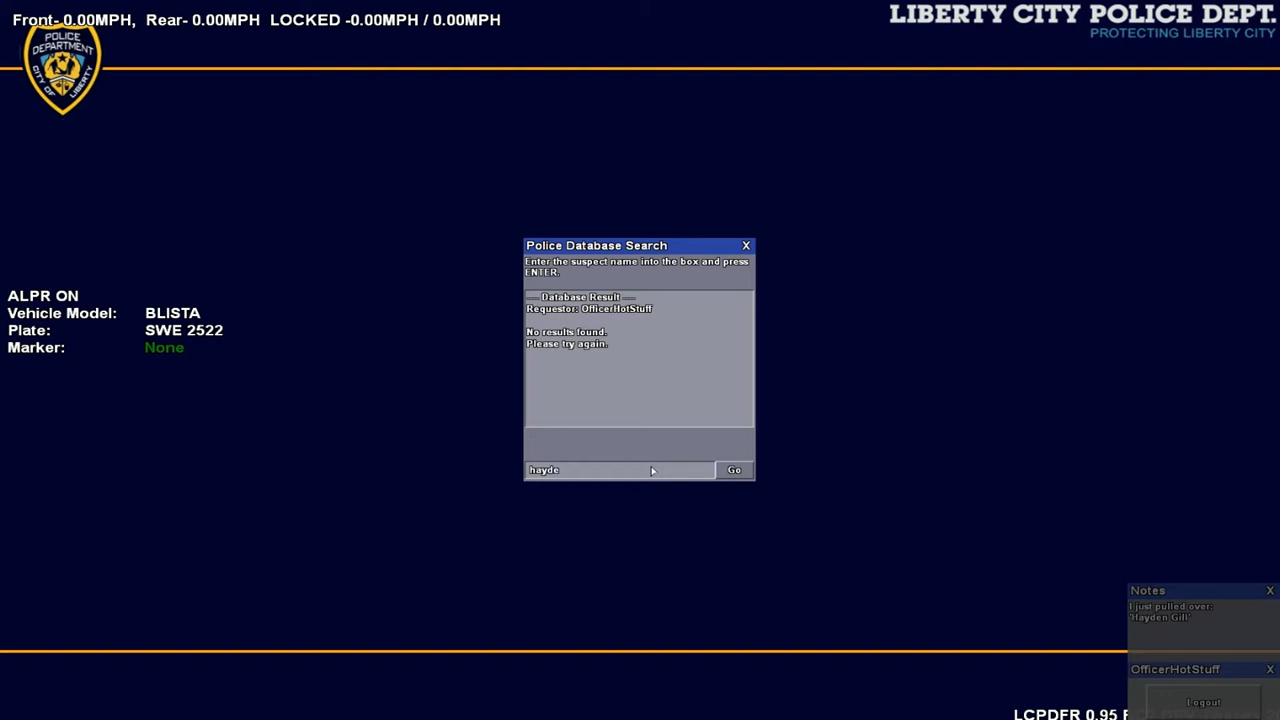 Front- 0.00MPH, Rear- 0.00MPH LOCKED -0.00MPH / 0.00MPH
LIBERTY CITY POLICE DEPT.
PROTECTING LIBERTY CITY
POLICE
DEPARTMENT
CITY OF LIBERTY
Police Database Search X
Enter the suspect name into the box and press
ENTER.
---- Database Result ----
Requestor: OfficerHotStuff
No results found.
Please try again.
hayde Go
ALPR ON
Vehicle Model: BLISTA
Plate: SWE 2522
Marker: None
Notes X
I just pulled over:
'Hayden Gill'
OfficerHotStuff X
Logout
LCPDFR 0.95